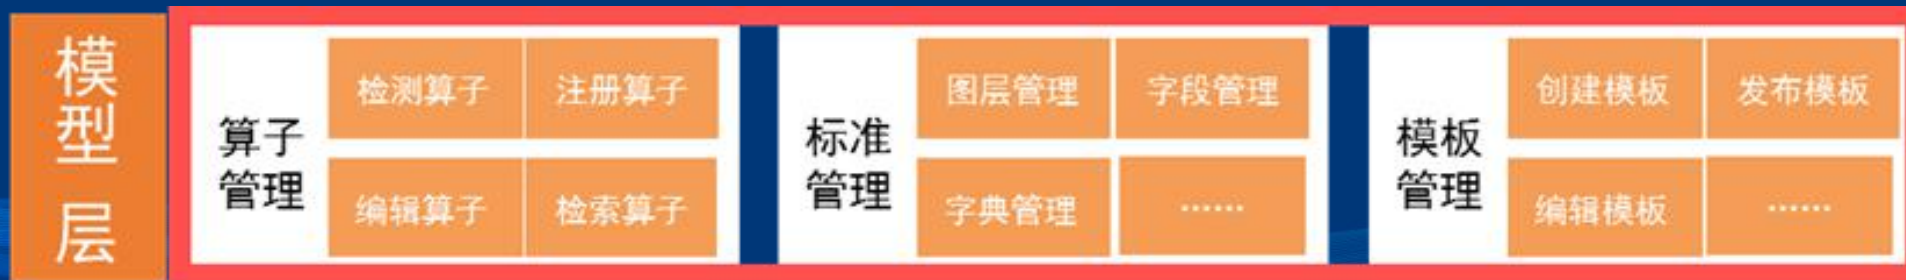 模型层
算子管理
检测算子
注册算子
编辑算子
检索算子
标准管理
图层管理
字段管理
字典管理
……
模板管理
创建模板
发布模板
编辑模板
……